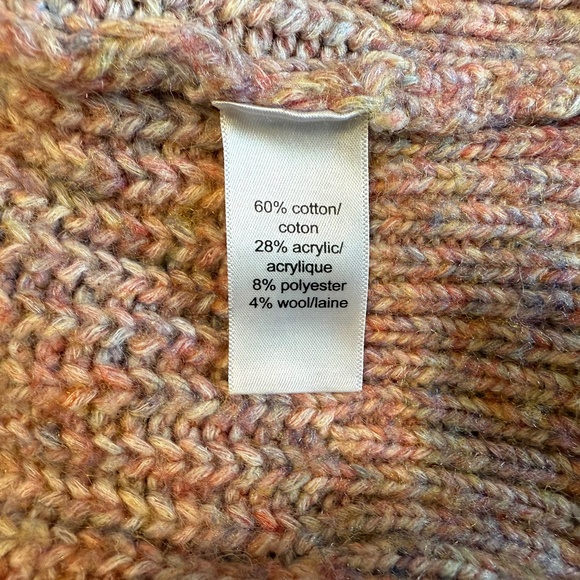 60% cotton/
coton
28% acrylic/
acrylique
8% polyester
4% wool/laine